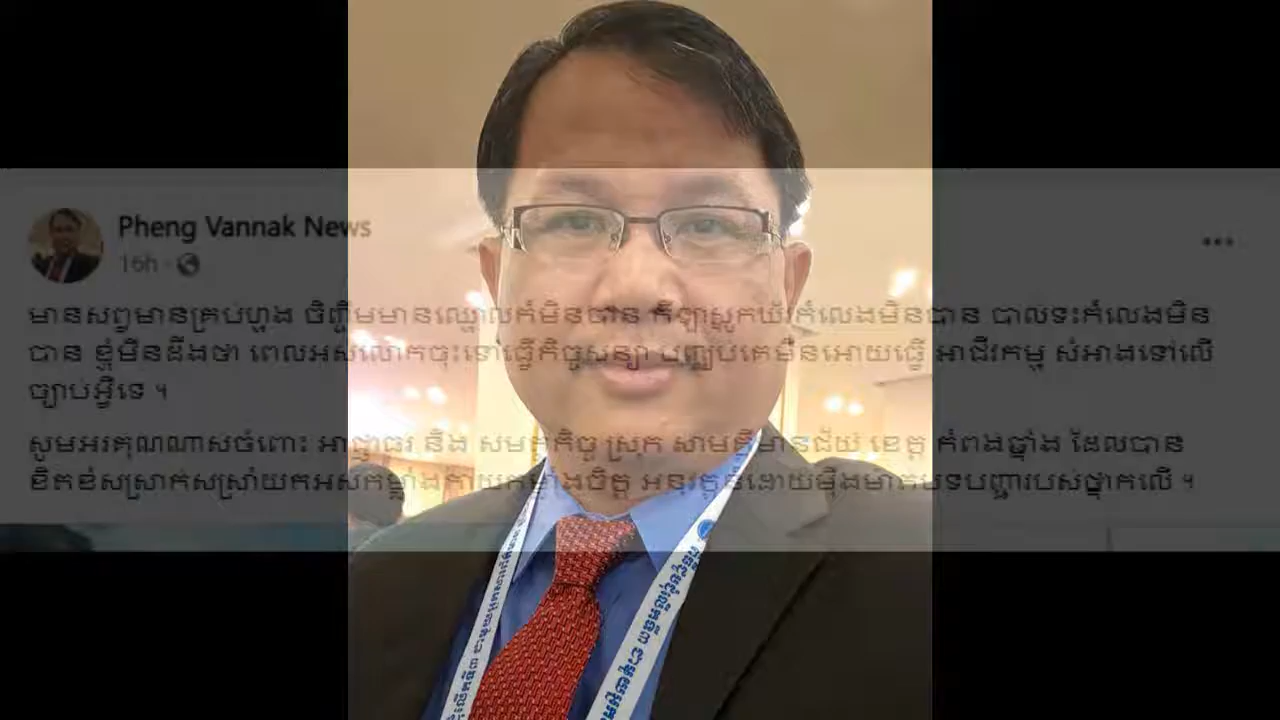 Pheng Vannak News
16h
មានសព្វមានគ្រប់ហ្នុង ចិញ្ចឹមមានឈ្មោលក៏មិនបាន កីឡាស្រុកយើ កំលែងមិនបាន បាល់ទះកំលែងមិន
បាន ខ្ញុំមិនដឹងថា ពេលអស់លោកចុះទៅធ្វើកិច្ចសន្យា បញ្ឈប់គេមិនអោយធ្វើ អាជីវកម្ម សំអាងទៅលើ
ច្បាប់អ្វីទេ ។
សូមអរគុណណាស់ចំពោះ អាជ្ញាធរ និង សមត្ថកិច្ច ស្រុក សាមគ្គីមានជ័យ ខេត្ត កំពង់ឆ្នាំង ដែលបាន
ខិតខំសស្រាក់សស្រាំយកអស់កម្លាំងកាយកម្លាំងចិត្ត អនុវត្តន៍ដោយម៉ឺងម៉ាត់បទបញ្ជារបស់ថ្នាក់លើ ។